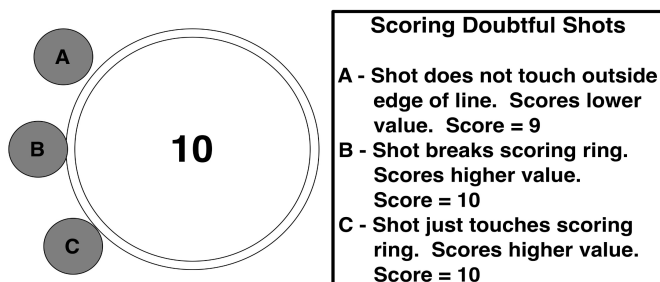 A
B
C
10
Scoring Doubtful Shots
A - Shot does not touch outside
edge of line. Scores lower
value. Score = 9
B - Shot breaks scoring ring.
Scores higher value.
Score = 10
C - Shot just touches scoring
ring. Scores higher value.
Score = 10